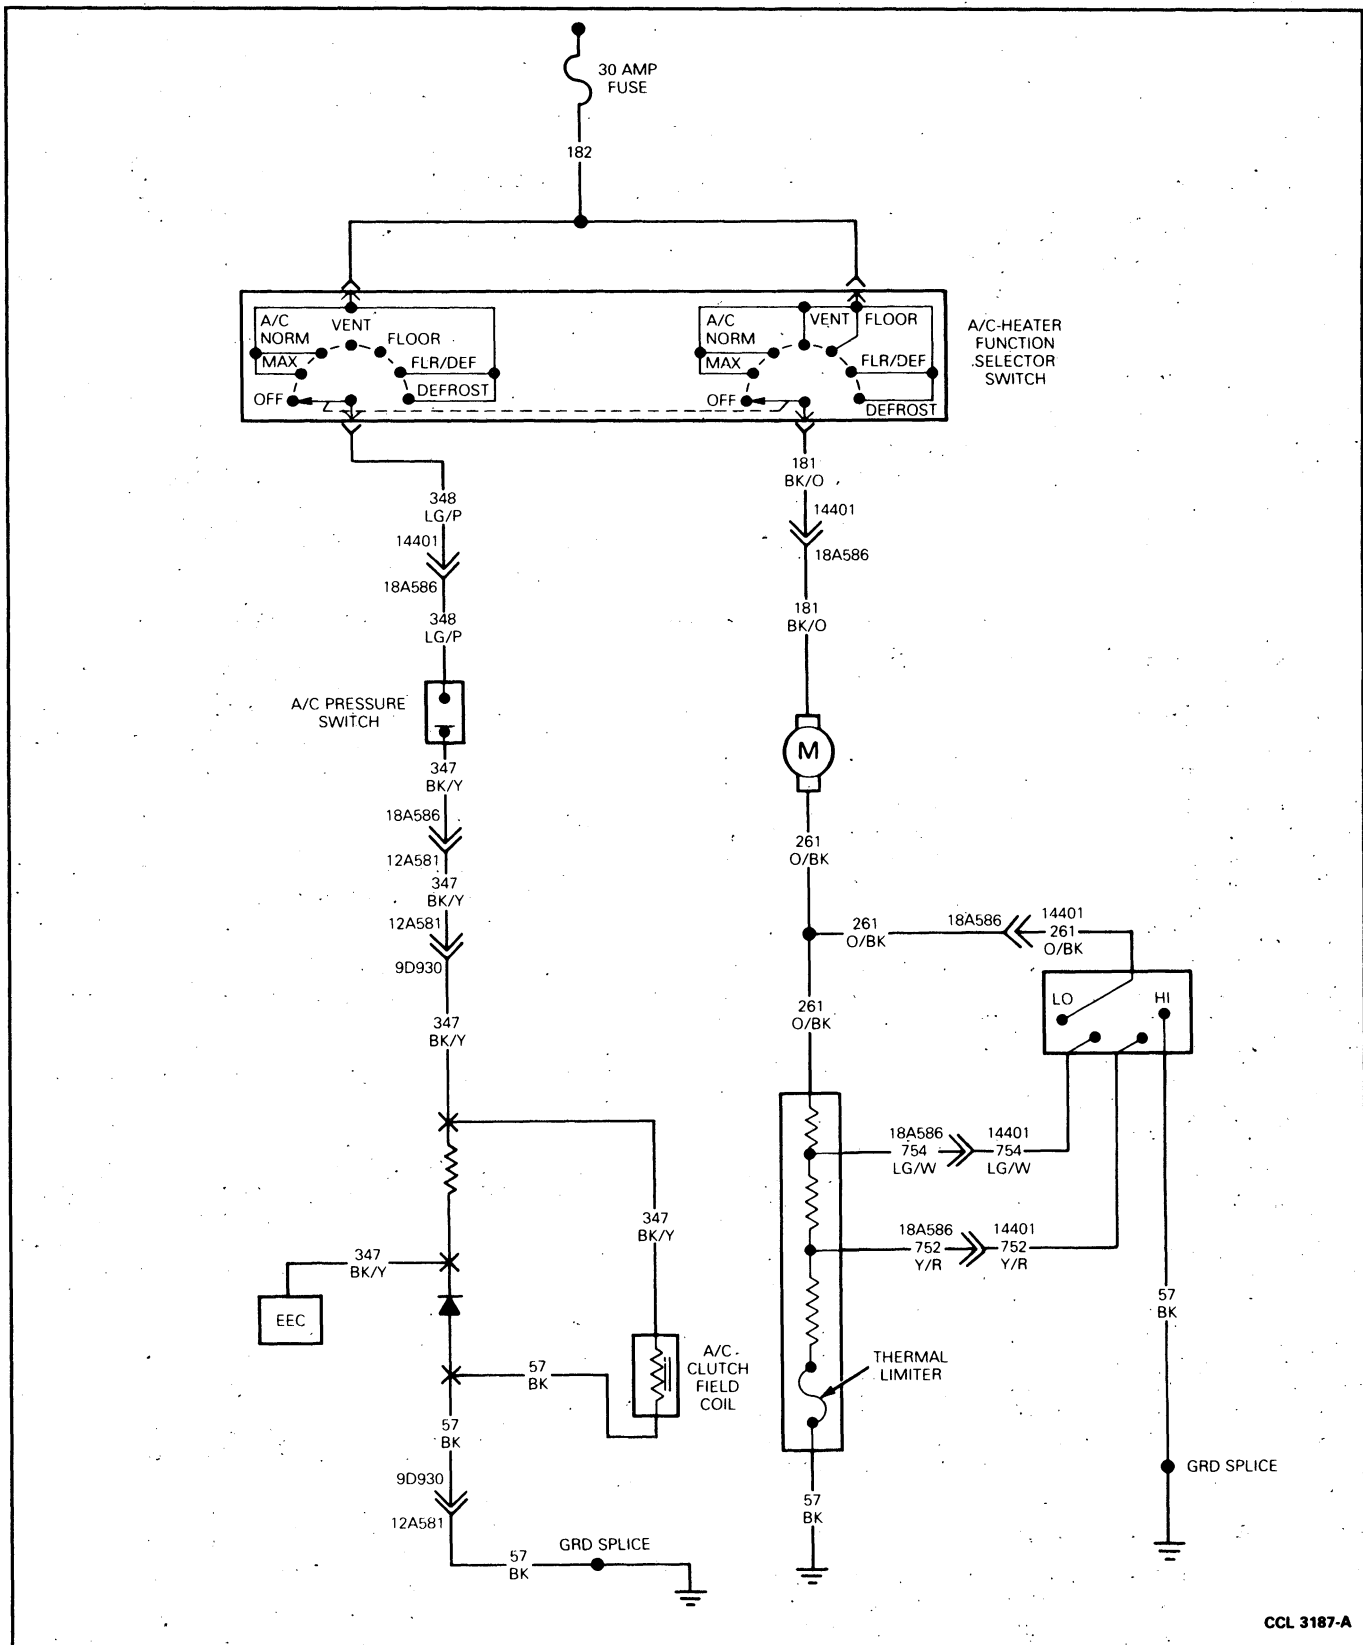 30 AMP
FUSE
182
A/C
NORM
VENT
FLOOR
MAX
FLR/DEF
OFF
DEFROST
A/C
NORM
VENT
FLOOR
MAX
FLR/DEF
OFF
DEFROST
A/C-HEATER
FUNCTION
SELECTOR
SWITCH
348
LG/P
14401
18A586
348
LG/P
A/C PRESSURE
SWITCH
347
BK/Y
18A586
12A581
347
BK/Y
12A581
9D930
347
BK/Y
347
BK/Y
347
BK/Y
EEC
57
BK
A/C
CLUTCH
FIELD
COIL
57
BK
9D930
12A581
57
BK
GRD SPLICE
181
BK/O
14401
18A586
181
BK/O
M
261
O/BK
261
O/BK
18A586
14401
261
O/BK
LO
HI
261
O/BK
18A586
754
LG/W
14401
754
LG/W
18A586
752
Y/R
14401
752
Y/R
57
BK
THERMAL
LIMITER
57
BK
GRD SPLICE
CCL 3187-A